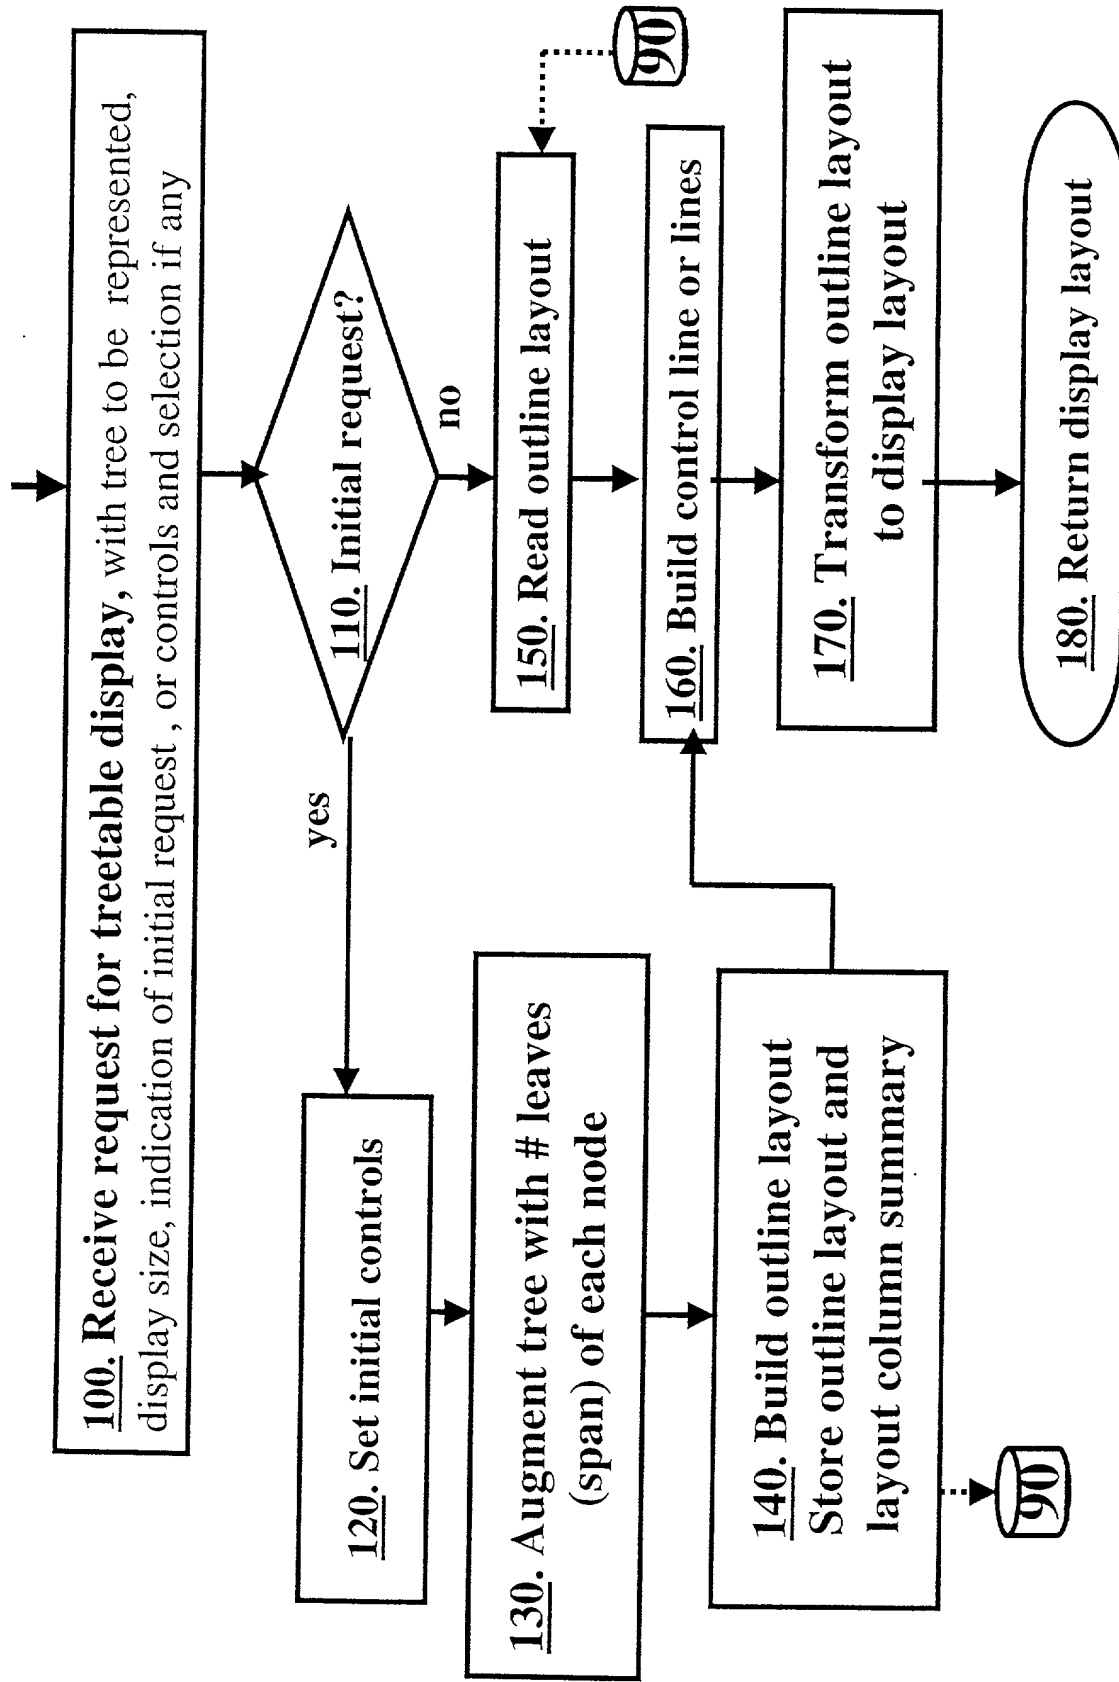 100. Receive request for treetable display, with tree to be represented,
display size, indication of initial request , or controls and selection if any
110. Initial request?
yes
no
120. Set initial controls
130. Augment tree with # leaves
(span) of each node
140. Build outline layout
Store outline layout and
layout column summary
90
150. Read outline layout
90
160. Build control line or lines
170. Transform outline layout
to display layout
180. Return display layout